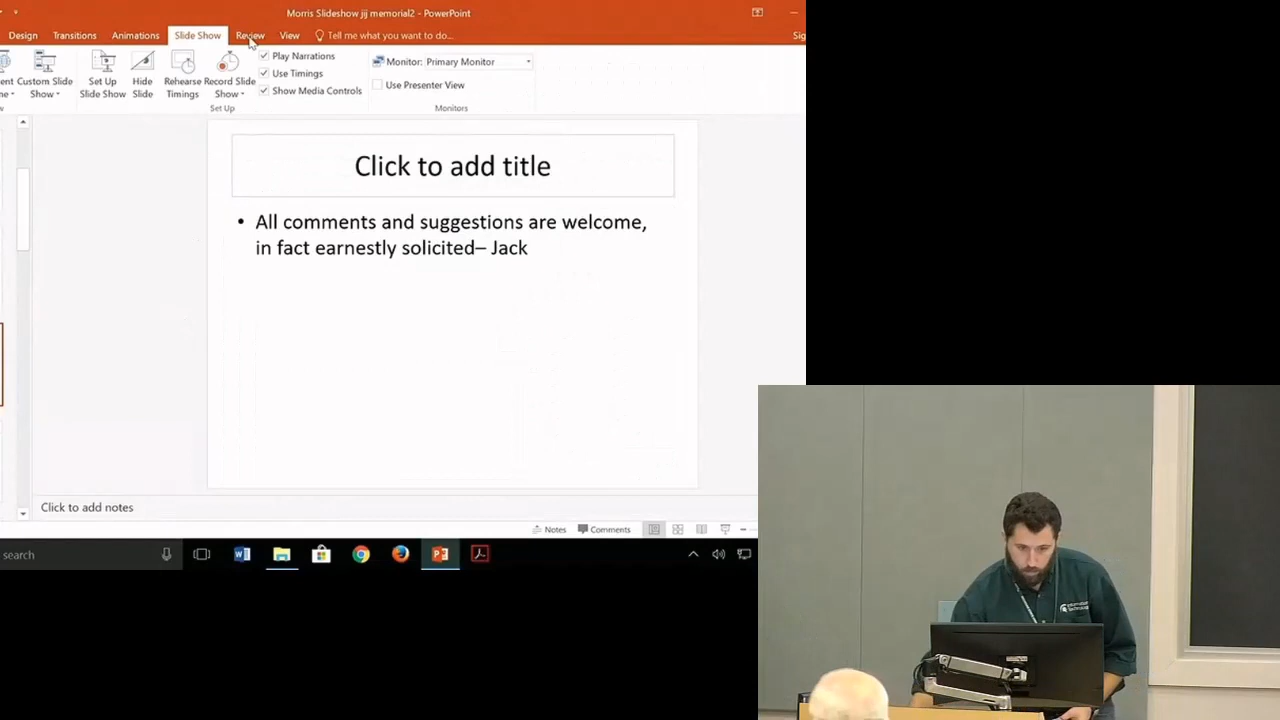 Morris Slideshow jij memorial2 - PowerPoint
Design Transitions Animations Slide Show Review View Tell me what you want to do...
Custom Slide Show
Set Up Slide Show
Hide Slide
Rehearse Timings
Record Slide Show
Play Narrations
Use Timings
Show Media Controls
Set Up
Monitor: Primary Monitor
Use Presenter View
Monitors
Click to add title
• All comments and suggestions are welcome,
in fact earnestly solicited– Jack
Click to add notes
Notes Comments
search